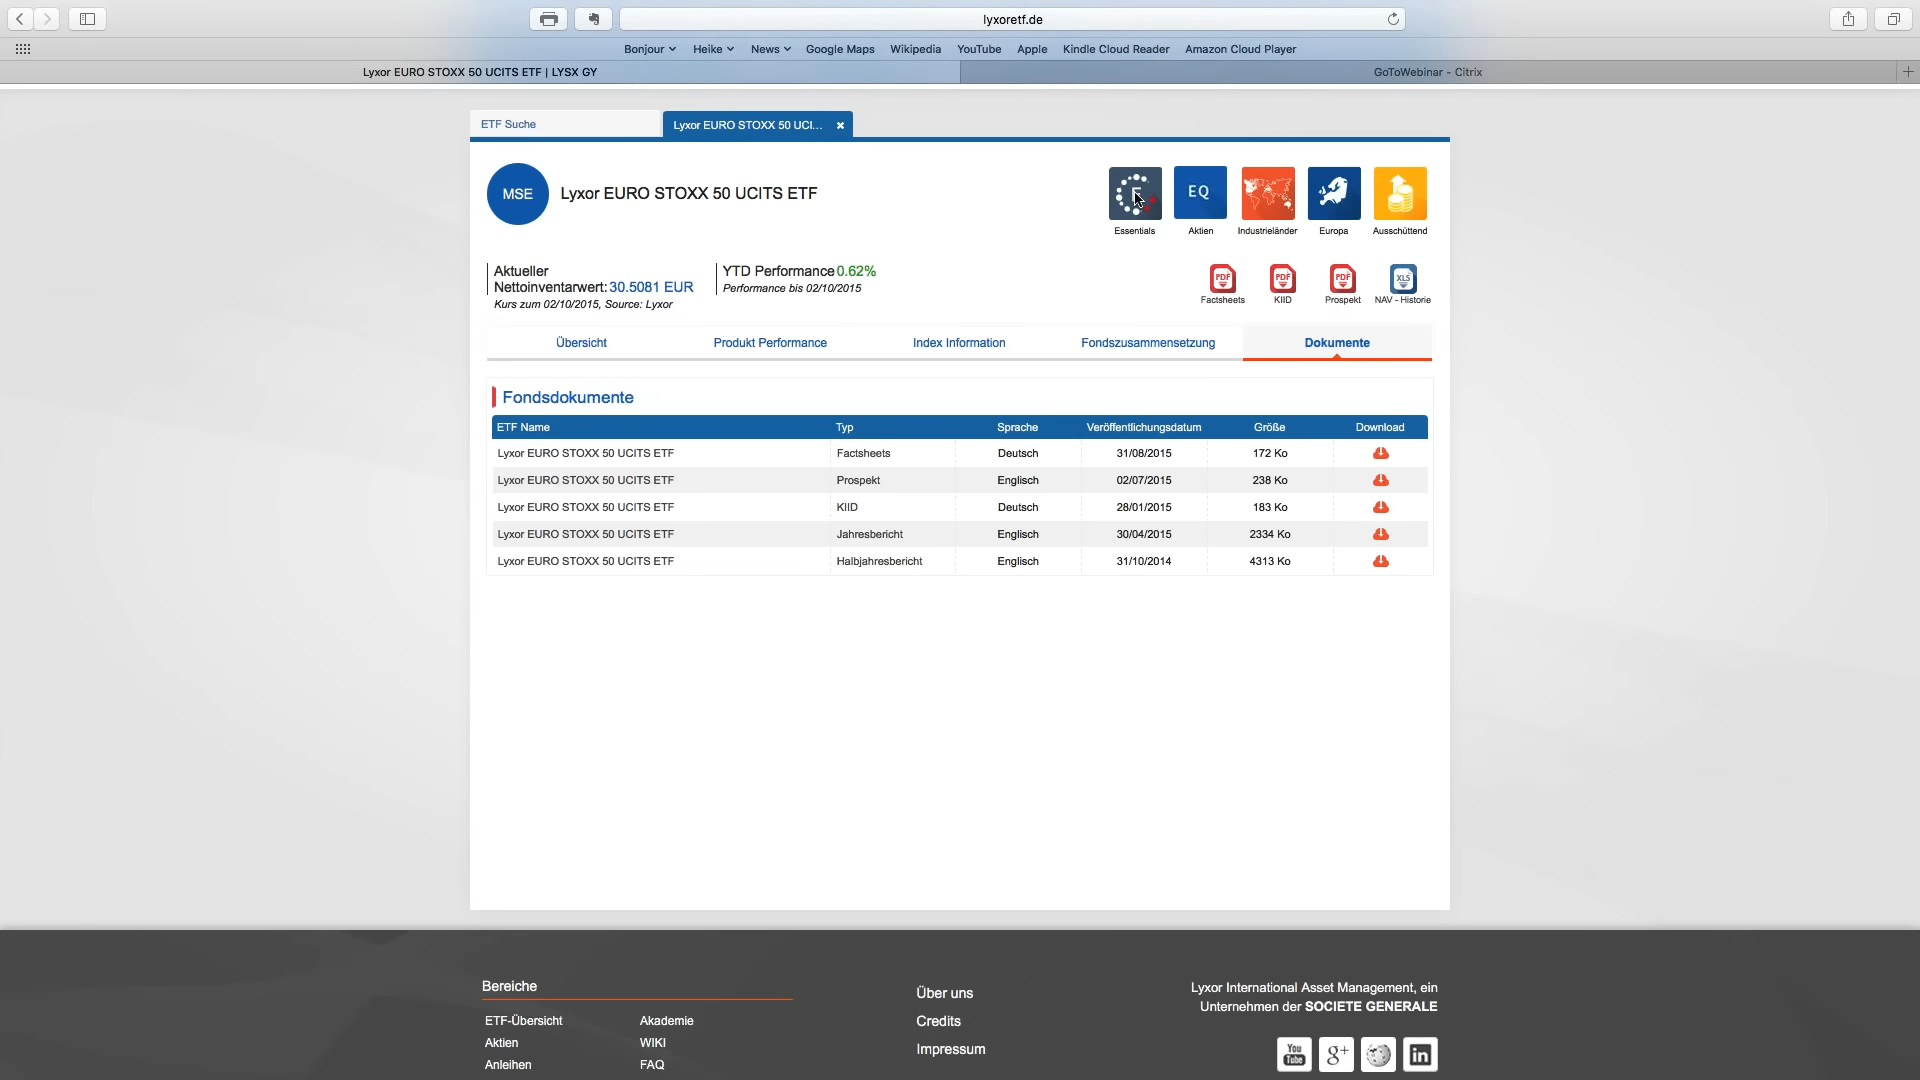 lyxoretf.de
Bonjour Heike News Google Maps Wikipedia YouTube Apple Kindle Cloud Reader Amazon Cloud Player
Lyxor EURO STOXX 50 UCITS ETF | LYSX GY
GoToWebinar - Citrix
ETF Suche
Lyxor EURO STOXX 50 UCI...
MSE
Lyxor EURO STOXX 50 UCITS ETF
EQ
Essentials
Aktien
Industrieländer
Europa
Ausschüttend
Aktueller
Nettoinventarwert: 30.5081 EUR
Kurs zum 02/10/2015, Source: Lyxor
YTD Performance 0.62%
Performance bis 02/10/2015
PDF
Factsheets
PDF
KIID
PDF
Prospekt
XLS
NAV - Historie
Übersicht
Produkt Performance
Index Information
Fondszusammensetzung
Dokumente
Fondsdokumente
ETF Name Typ Sprache Veröffentlichungsdatum Größe Download
Lyxor EURO STOXX 50 UCITS ETF Factsheets Deutsch 31/08/2015 172 Ko
Lyxor EURO STOXX 50 UCITS ETF Prospekt Englisch 02/07/2015 238 Ko
Lyxor EURO STOXX 50 UCITS ETF KIID Deutsch 28/01/2015 183 Ko
Lyxor EURO STOXX 50 UCITS ETF Jahresbericht Englisch 30/04/2015 2334 Ko
Lyxor EURO STOXX 50 UCITS ETF Halbjahresbericht Englisch 31/10/2014 4313 Ko
Bereiche
ETF-Übersicht
Aktien
Anleihen
Akademie
WIKI
FAQ
Über uns
Credits
Impressum
Lyxor International Asset Management, ein
Unternehmen der SOCIETE GENERALE
You
Tube
g+
in